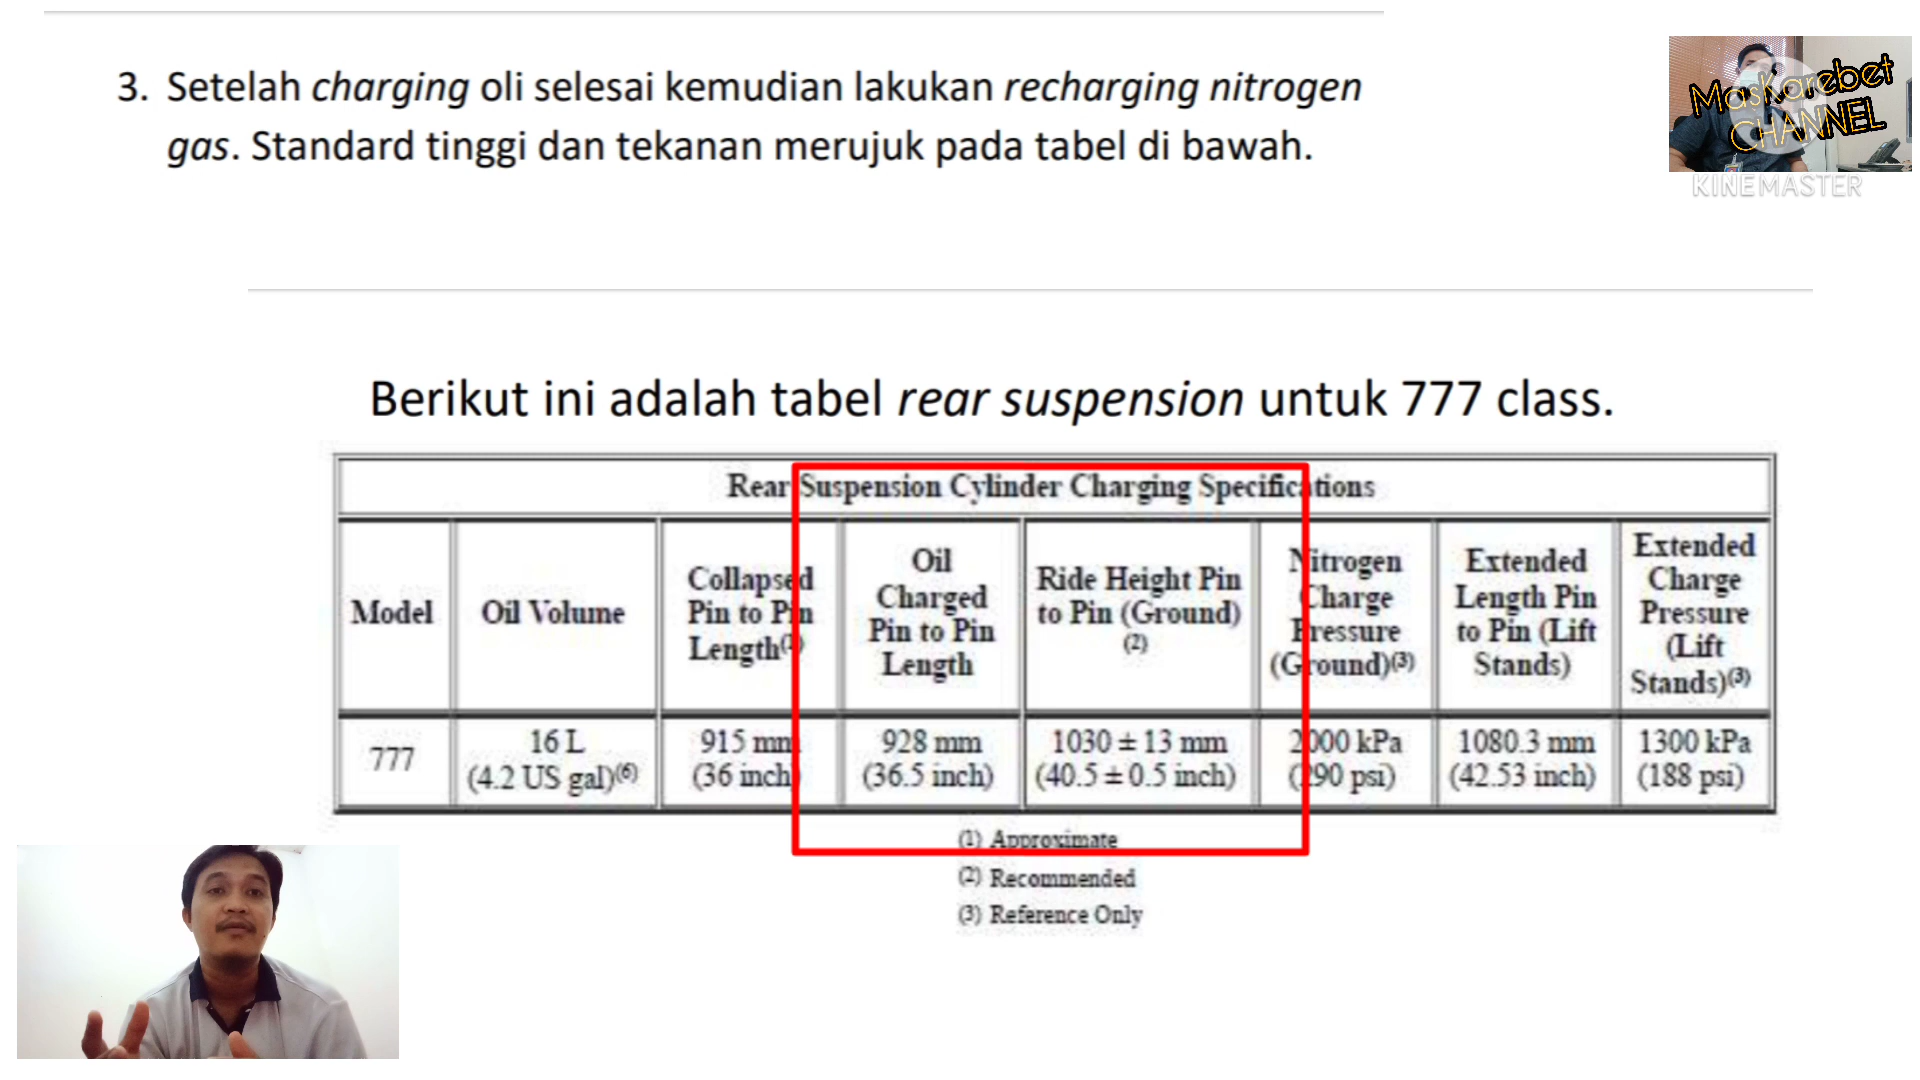 3. Setelah charging oli selesai kemudian lakukan recharging nitrogen
gas. Standard tinggi dan tekanan merujuk pada tabel di bawah.
MasKarebet
CHANNEL
KINEMASTER
Berikut ini adalah tabel rear suspension untuk 777 class.
Rear Suspension Cylinder Charging Specifications
Model
Oil Volume
Collapsed
Pin to Pin
Length(1)
Oil
Charged
Pin to Pin
Length
Ride Height Pin
to Pin (Ground)
(2)
Nitrogen
Charge
Pressure
(Ground)(3)
Extended
Length Pin
to Pin (Lift
Stands)
Extended
Charge
Pressure
(Lift
Stands)(3)
777
16 L
(4.2 US gal)(6)
915 mm
(36 inch)
928 mm
(36.5 inch)
1030 ± 13 mm
(40.5 ± 0.5 inch)
2000 kPa
(290 psi)
1080.3 mm
(42.53 inch)
1300 kPa
(188 psi)
(1) Approximate
(2) Recommended
(3) Reference Only